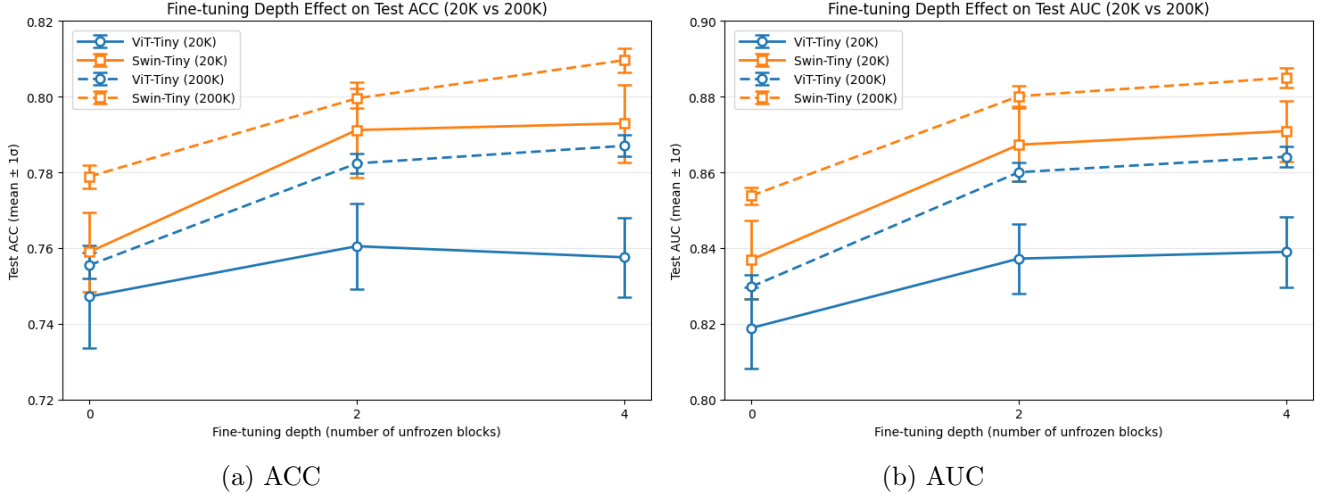 Fine-tuning Depth Effect on Test ACC (20K vs 200K)
0.82
0.80
0.78
0.76
0.74
0.72
Test ACC (mean ± 1σ)
ViT-Tiny (20K)
Swin-Tiny (20K)
ViT-Tiny (200K)
Swin-Tiny (200K)
0
2
4
Fine-tuning depth (number of unfrozen blocks)
(a) ACC
Fine-tuning Depth Effect on Test AUC (20K vs 200K)
0.90
0.88
0.86
0.84
0.82
0.80
Test AUC (mean ± 1σ)
ViT-Tiny (20K)
Swin-Tiny (20K)
ViT-Tiny (200K)
Swin-Tiny (200K)
0
2
4
Fine-tuning depth (number of unfrozen blocks)
(b) AUC